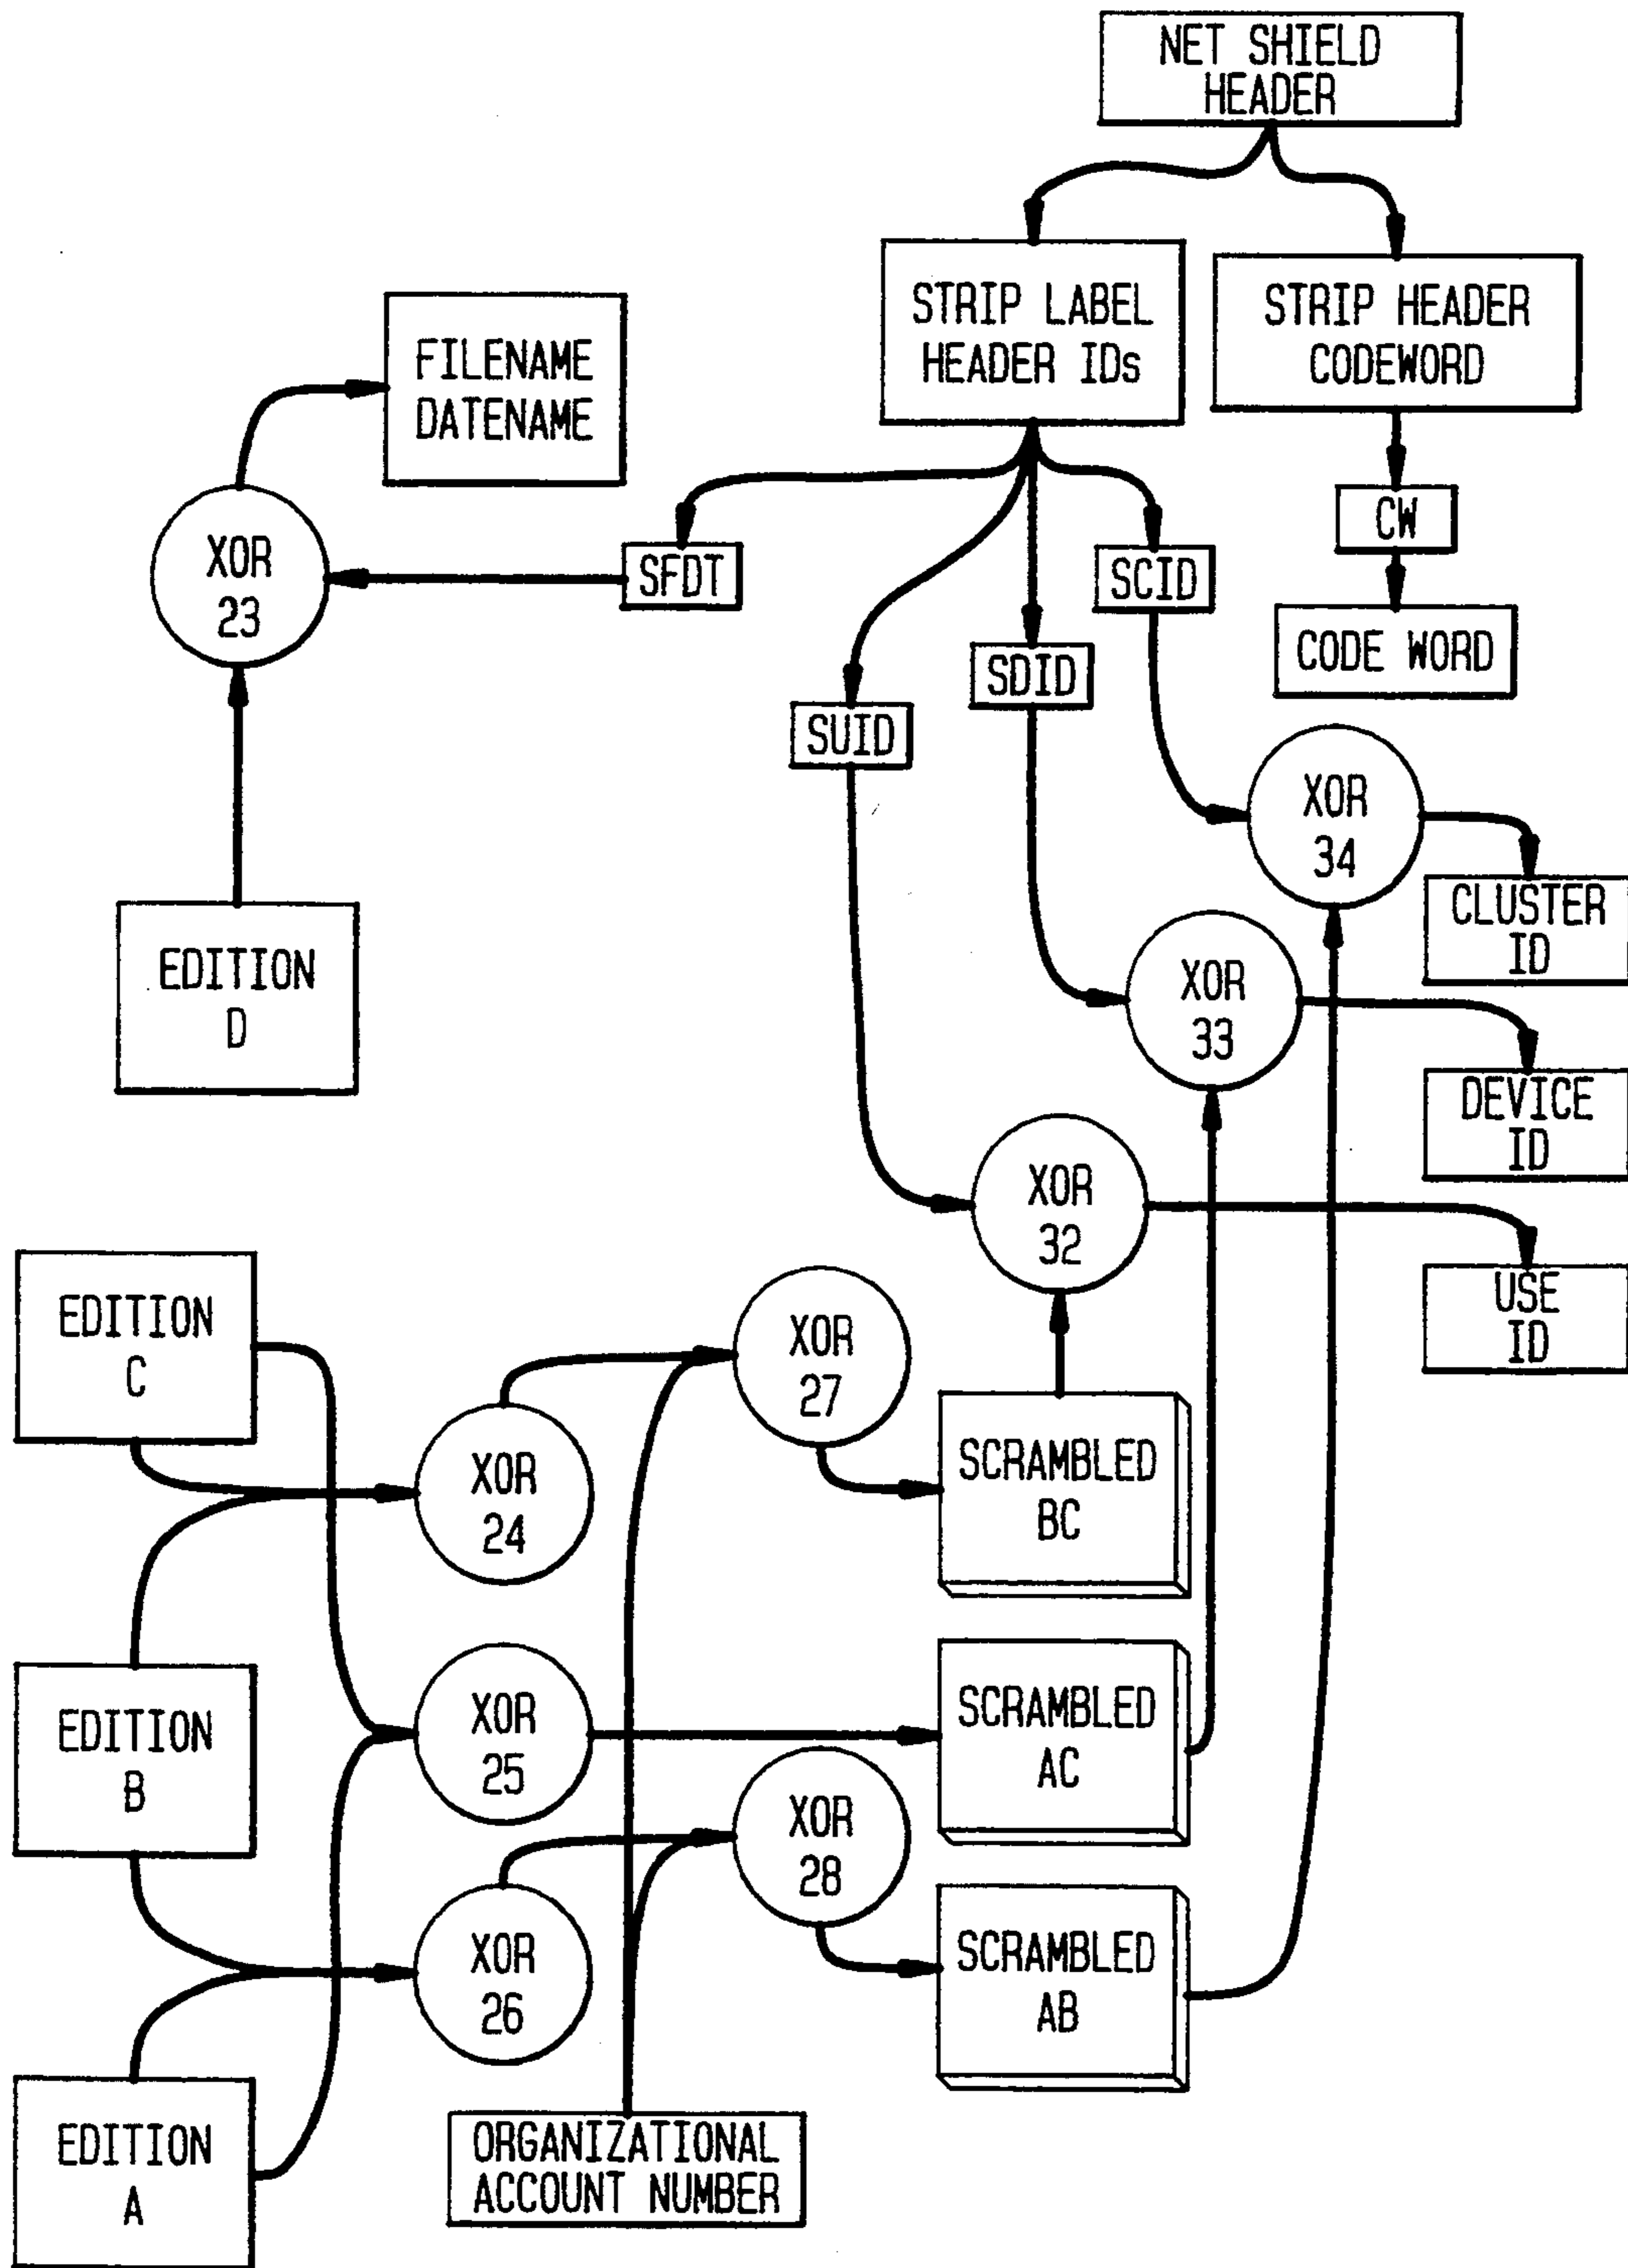 NET SHIELD
HEADER
STRIP LABEL
HEADER IDs
STRIP HEADER
CODEWORD
FILENAME
DATENAME
CW
XOR
23
SFDT
SCID
CODE WORD
SDID
SUID
XOR
34
CLUSTER
ID
EDITION
D
XOR
33
DEVICE
ID
XOR
32
USE
ID
EDITION
C
XOR
27
XOR
24
SCRAMBLED
BC
EDITION
B
XOR
25
SCRAMBLED
AC
XOR
28
XOR
26
SCRAMBLED
AB
EDITION
A
ORGANIZATIONAL
ACCOUNT NUMBER